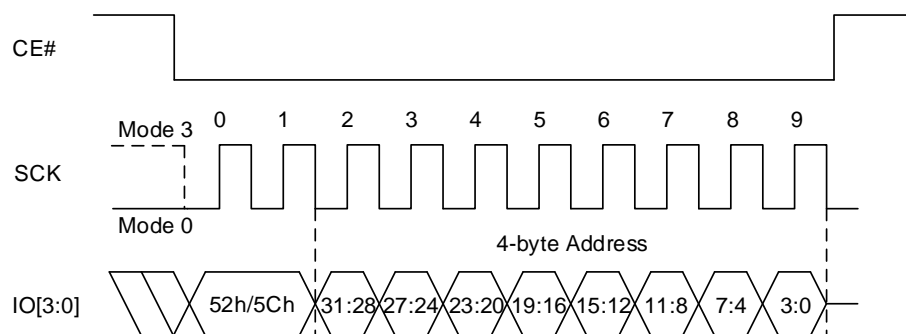 CE#
0 1 2 3 4 5 6 7 8 9
Mode 3
SCK
Mode 0
4-byte Address
IO[3:0] 52h/5Ch 31:28 27:24 23:20 19:16 15:12 11:8 7:4 3:0